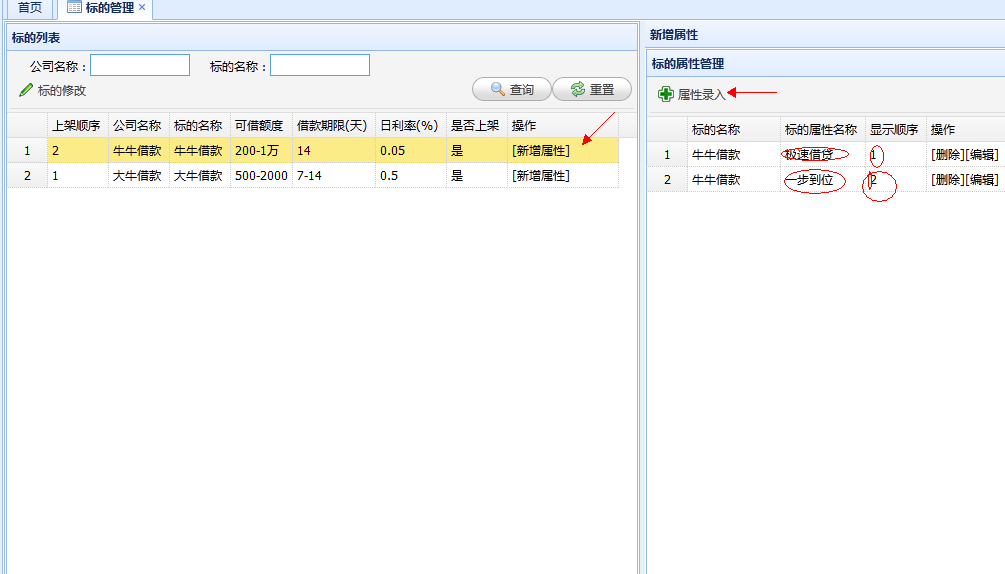 首页 标的管理 ×
标的列表
公司名称： 标的名称：
标的修改 查询 重置
上架顺序 公司名称 标的名称 可借额度 借款期限(天) 日利率(%) 是否上架 操作
1 2 牛牛借款 牛牛借款 200-1万 14 0.05 是 [新增属性]
2 1 大牛借款 大牛借款 500-2000 7-14 0.5 是 [新增属性]
新增属性
标的属性管理
属性录入
标的名称 标的属性名称 显示顺序 操作
1 牛牛借款 极速借贷 1 [删除][编辑]
2 牛牛借款 一步到位 2 [删除][编辑]